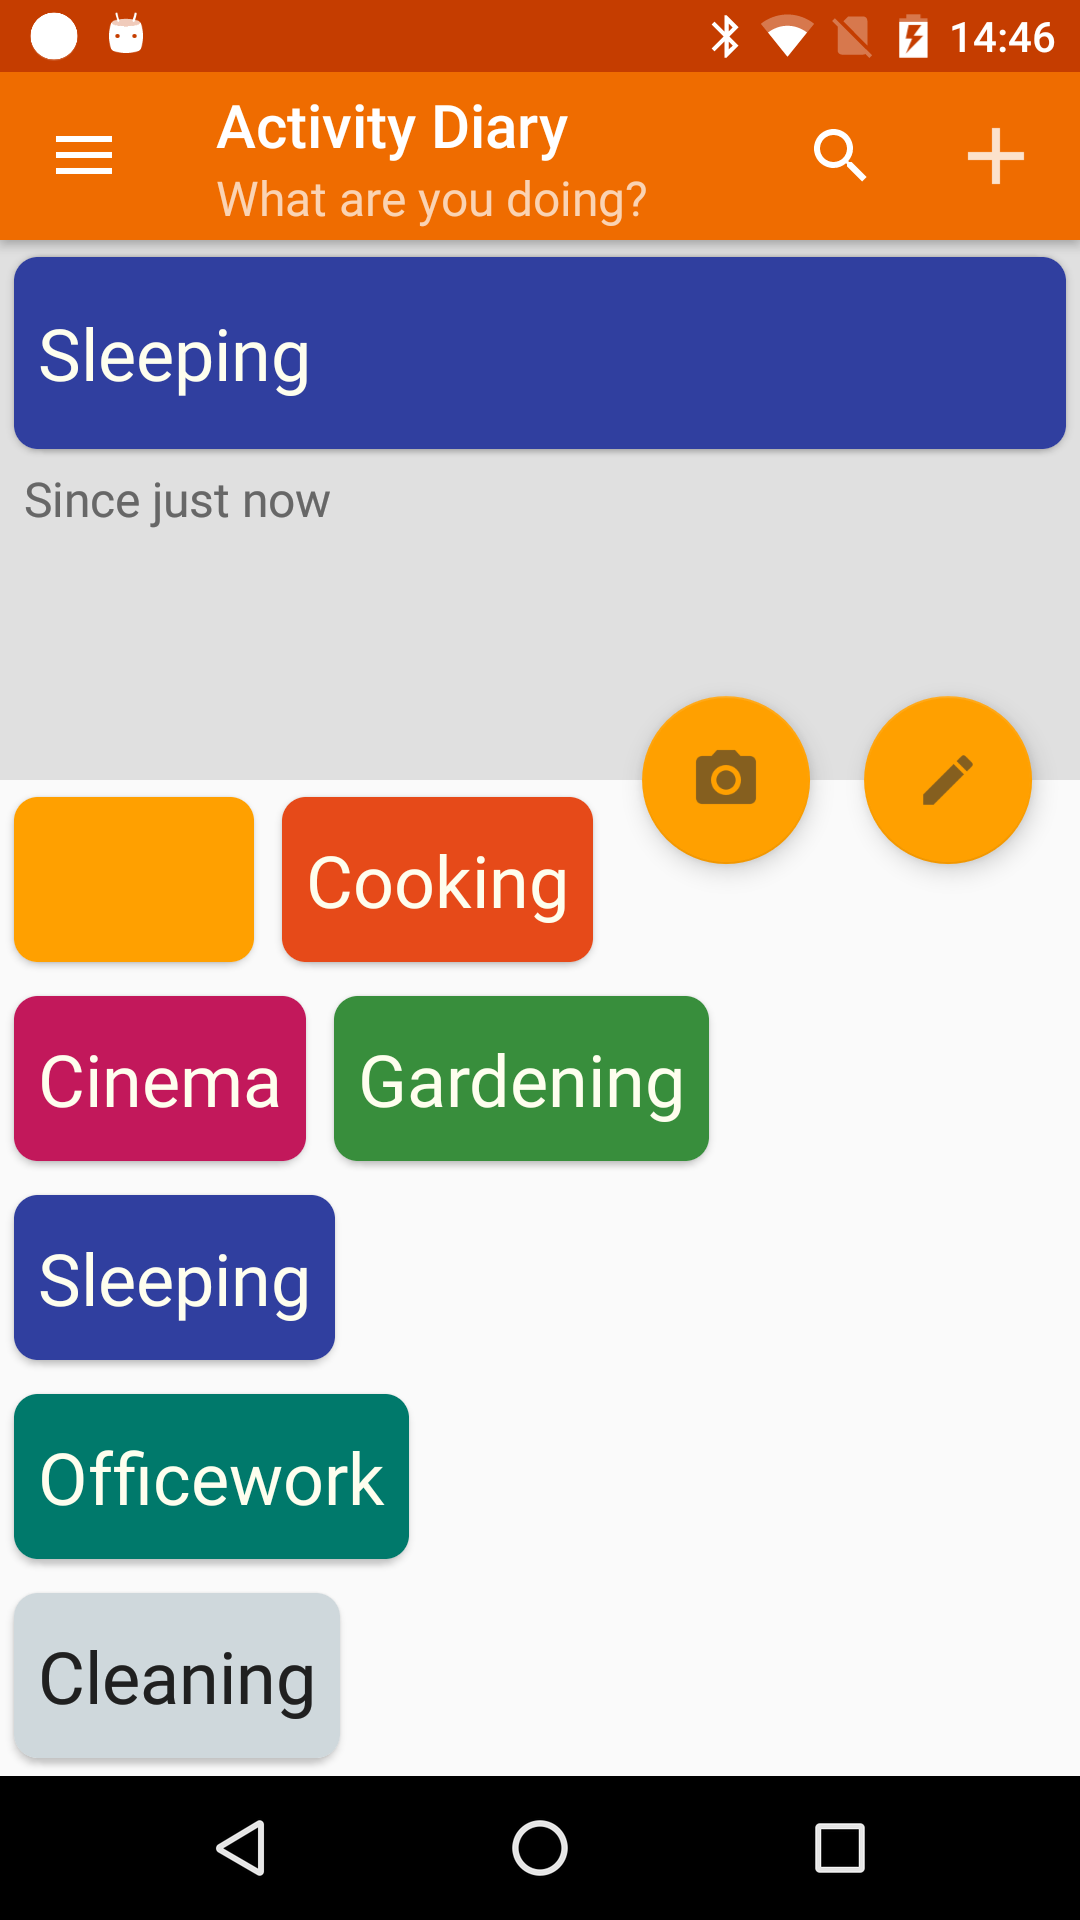 14:46
Activity Diary
What are you doing?
Sleeping
Since just now
Cooking
Cinema
Gardening
Sleeping
Officework
Cleaning